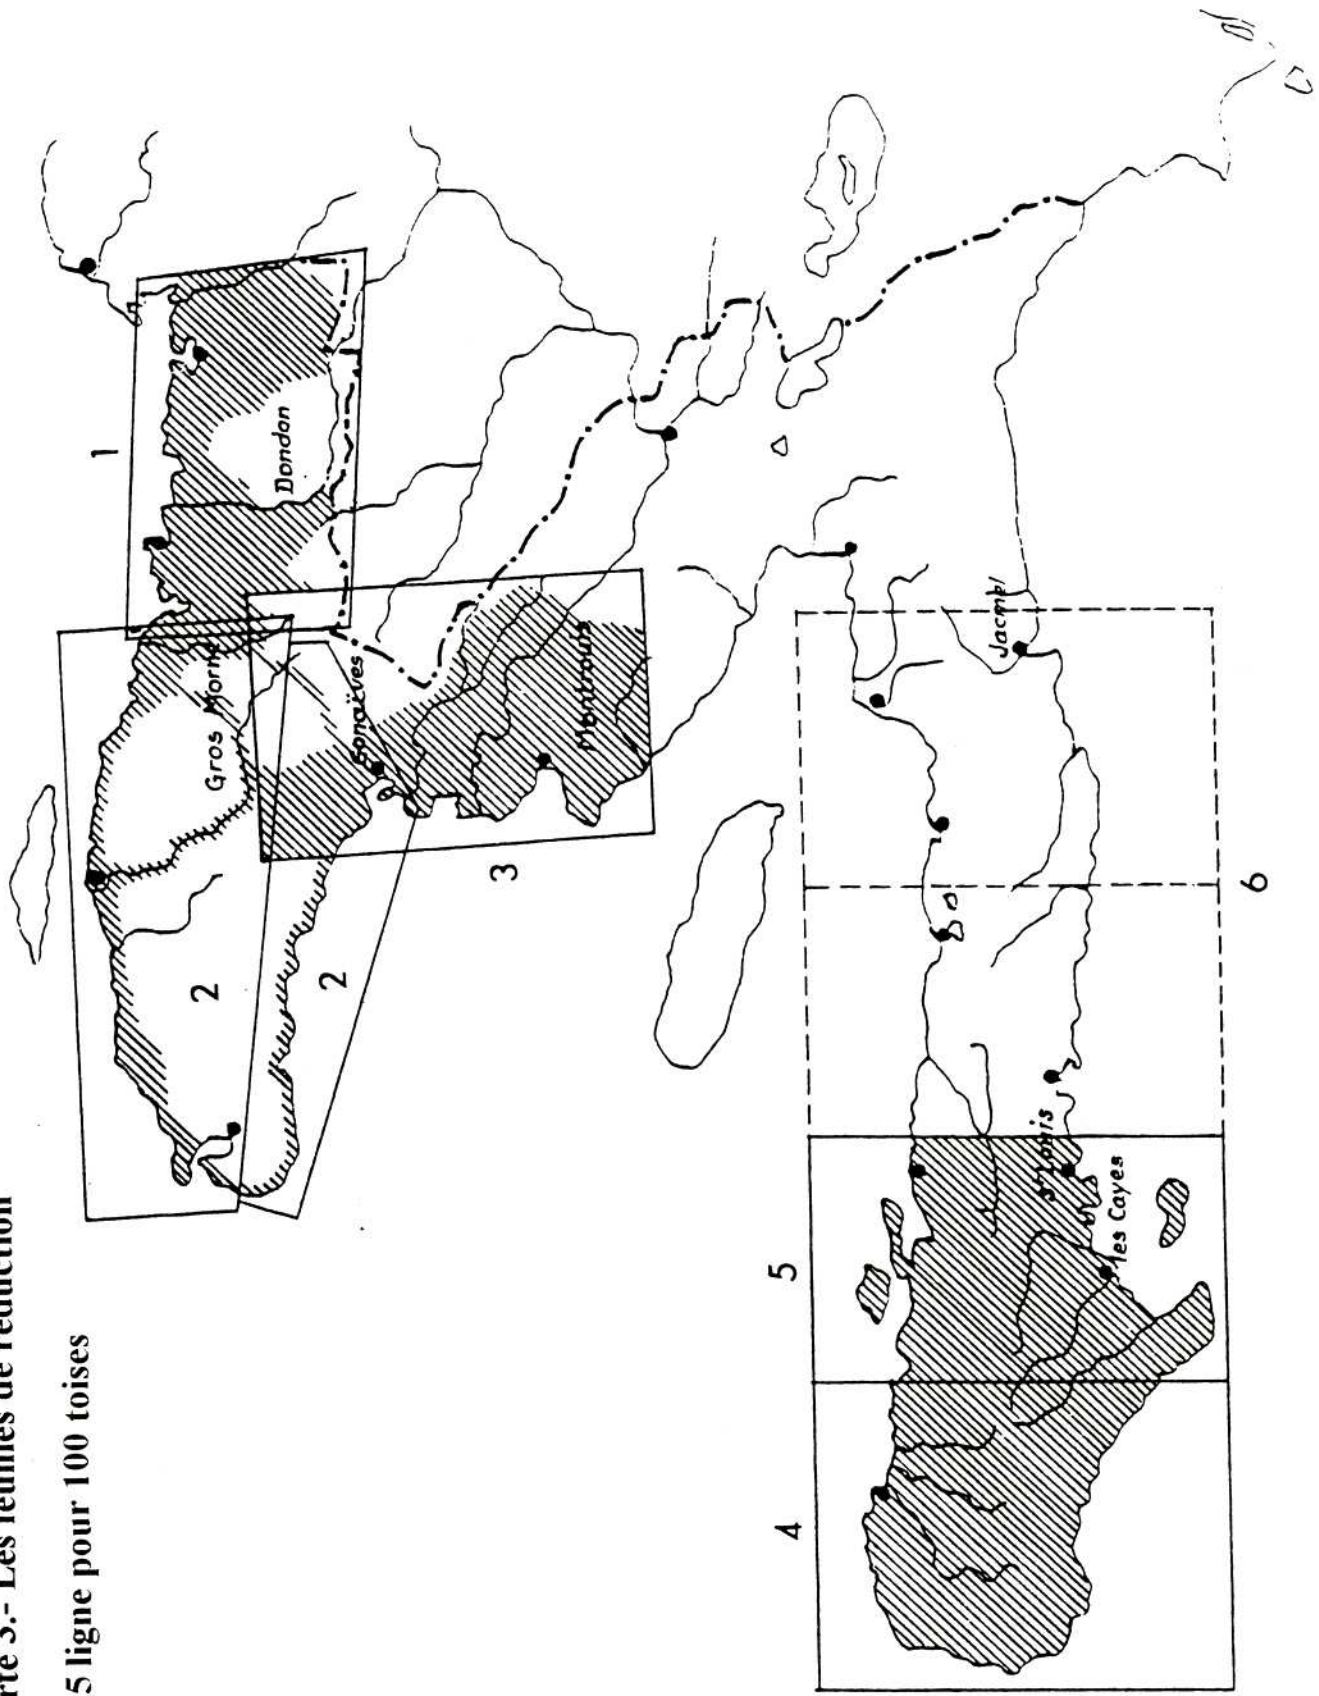 rte 3.- Les feuilles de réduction
5 ligne pour 100 toises
1
Dondon
Gros Morne
Gonaïves
Montrouis
2
2
3
Jacmel
6
St Louis
les Cayes
5
4